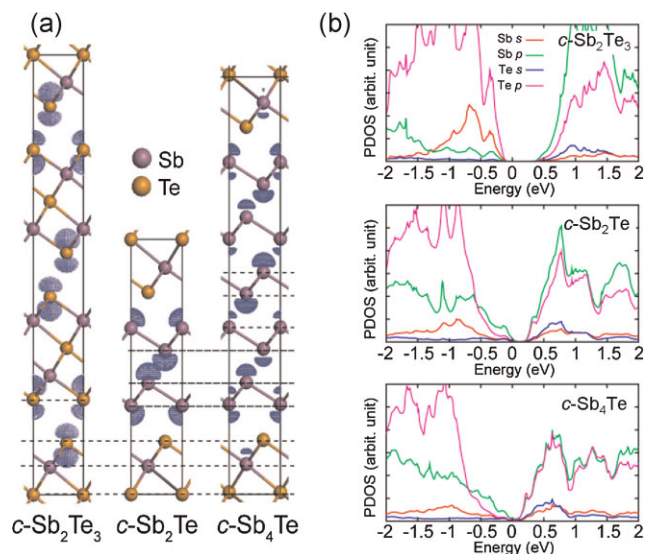 (a)
Sb
Te
c-Sb2Te3
c-Sb2Te
c-Sb4Te
(b)
Sb s
Sb p
Te s
Te p
c-Sb2Te3
PDOS (arbit. unit)
-2 -1.5 -1 -0.5 0 0.5 1 1.5 2
Energy (eV)
c-Sb2Te
PDOS (arbit. unit)
-2 -1.5 -1 -0.5 0 0.5 1 1.5 2
Energy (eV)
c-Sb4Te
PDOS (arbit. unit)
-2 -1.5 -1 -0.5 0 0.5 1 1.5 2
Energy (eV)